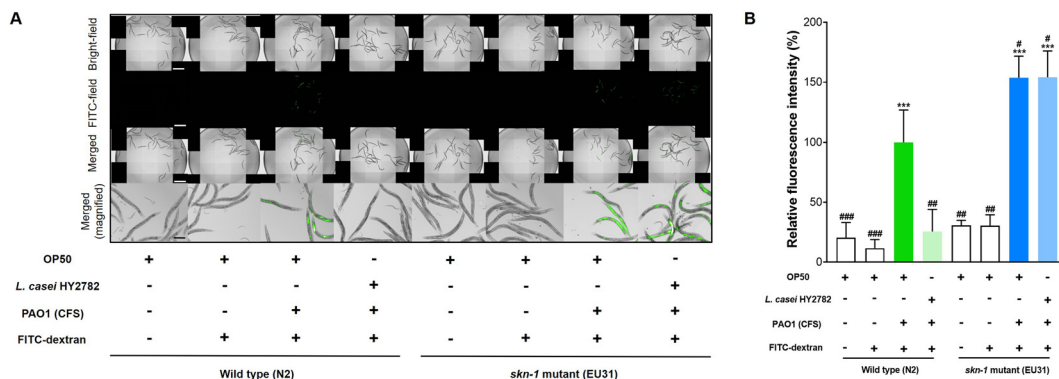 A
Bright-field
FITC-field
Merged
Merged
(magnified)
OP50 + + + - + + + -
L. casei HY2782 - - - + - - - +
PAO1 (CFS) - - + + - - + +
FITC-dextran - + + + - + + +
Wild type (N2) skn-1 mutant (EU31)
B
Relative fluorescence intensity (%)
200
150
100
50
0
### ### *** ## ## ## # *** # ***
OP50 + + + - + + + -
L. casei HY2782 - - - + - - - +
PAO1 (CFS) - - + + - - + +
FITC-dextran - + + + - + + +
Wild type (N2) skn-1 mutant (EU31)